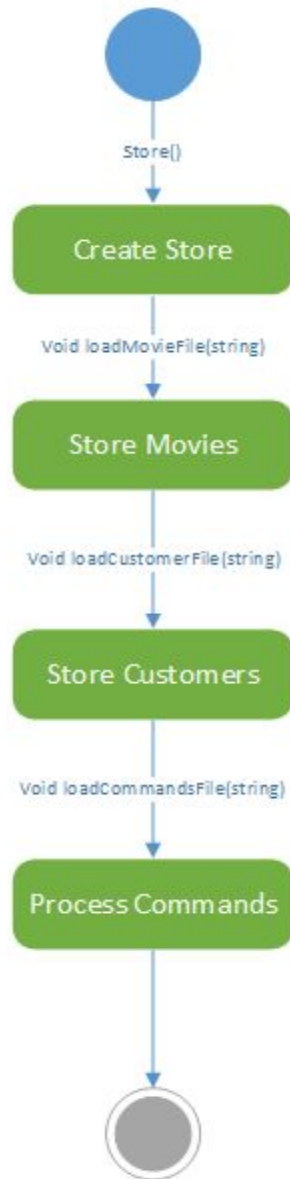 Store()
Create Store
Void loadMovieFile(string)
Store Movies
Void loadCustomerFile(string)
Store Customers
Void loadCommandsFile(string)
Process Commands